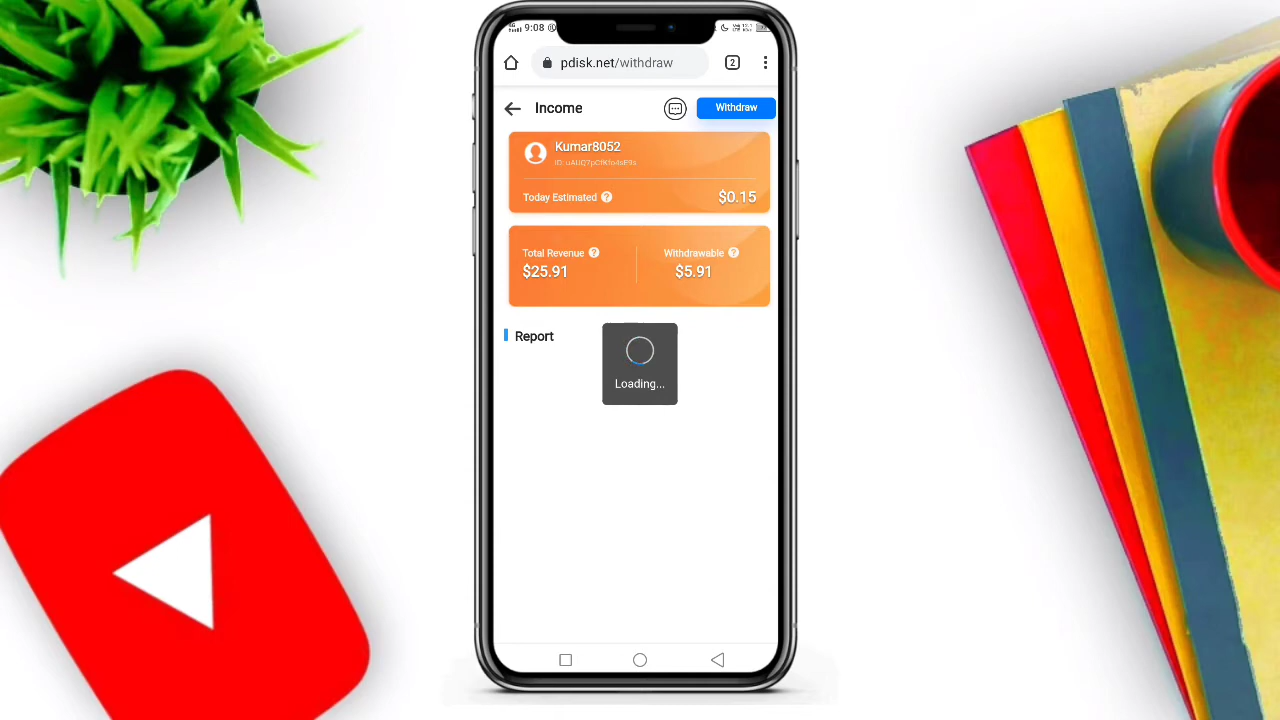 9:08
pdisk.net/withdraw
2
Income
Withdraw
Kumar8052
Today Estimated ?
$0.15
Total Revenue ?
$25.91
Withdrawable ?
$5.91
Report
Loading...